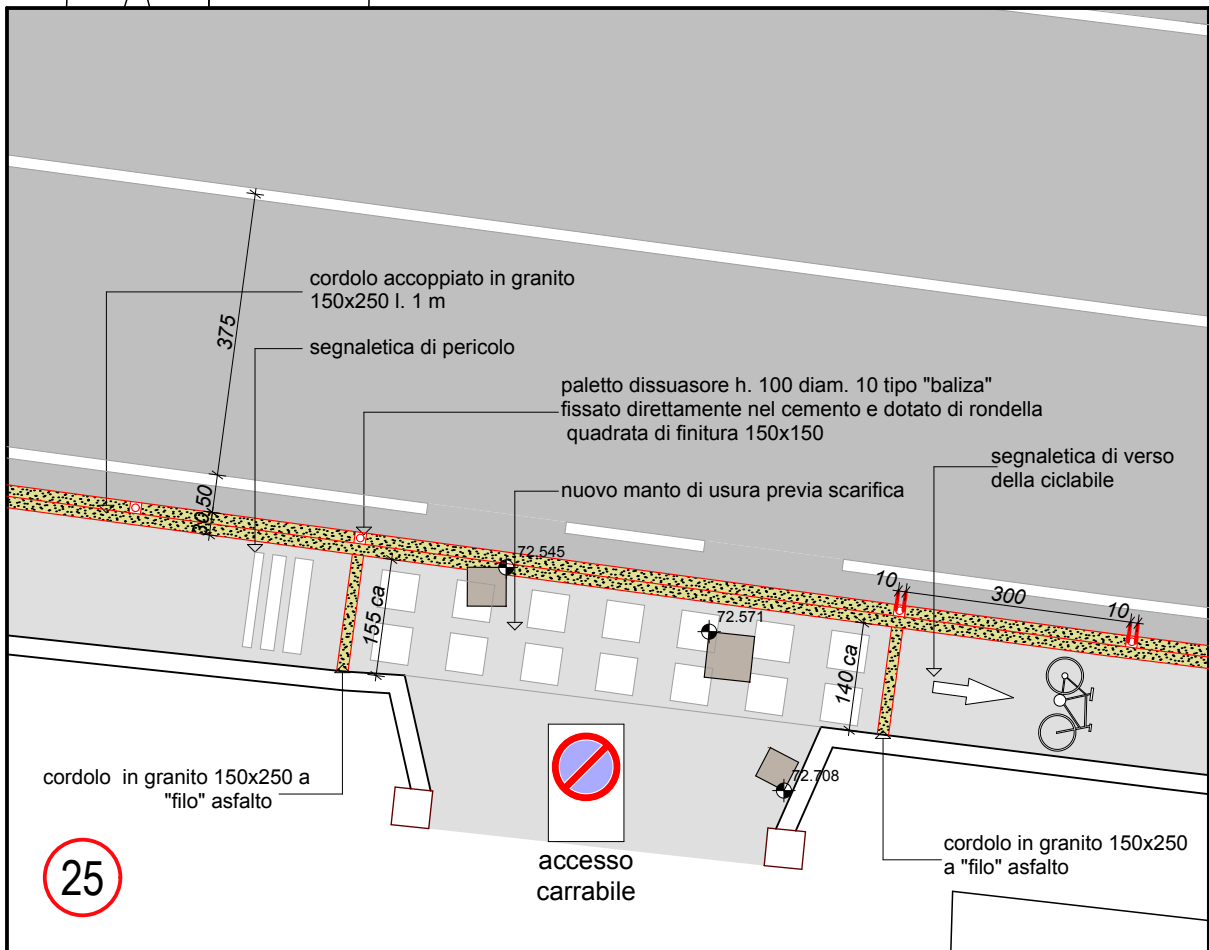 cordolo accoppiato in granito
150x250 l. 1 m
375
segnaletica di pericolo
paletto dissuasore h. 100 diam. 10 tipo "baliza"
fissato direttamente nel cemento e dotato di rondella
quadrata di finitura 150x150
segnaletica di verso
della ciclabile
nuovo manto di usura previa scarifica
50
72.545
10
300
10
155 ca
72.571
140 ca
72.708
cordolo in granito 150x250 a
"filo" asfalto
accesso
carrabile
cordolo in granito 150x250
a "filo" asfalto
25